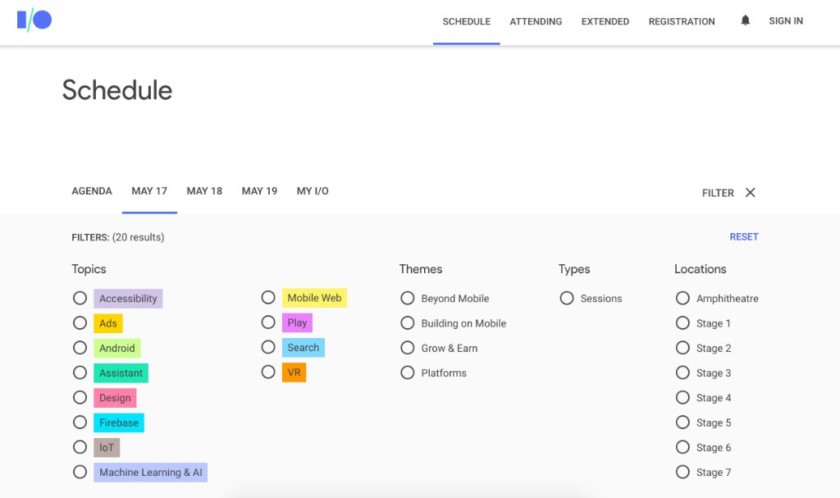 I/O
SCHEDULE ATTENDING EXTENDED REGISTRATION SIGN IN
Schedule
AGENDA MAY 17 MAY 18 MAY 19 MY I/O FILTER
FILTERS: (20 results) RESET
Topics
Accessibility
Ads
Android
Assistant
Design
Firebase
IoT
Machine Learning & AI
Mobile Web
Play
Search
VR
Themes
Beyond Mobile
Building on Mobile
Grow & Earn
Platforms
Types
Sessions
Locations
Amphitheatre
Stage 1
Stage 2
Stage 3
Stage 4
Stage 5
Stage 6
Stage 7